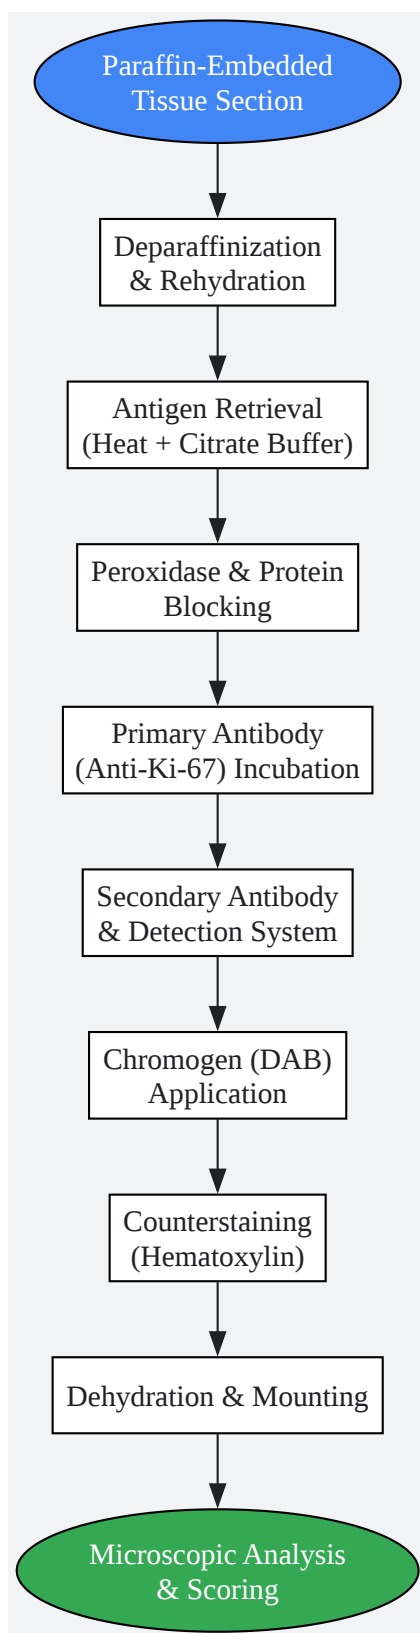 Paraffin-Embedded
Tissue Section
Deparaffinization
& Rehydration
Antigen Retrieval
(Heat + Citrate Buffer)
Peroxidase & Protein
Blocking
Primary Antibody
(Anti-Ki-67) Incubation
Secondary Antibody
& Detection System
Chromogen (DAB)
Application
Counterstaining
(Hematoxylin)
Dehydration & Mounting
Microscopic Analysis
& Scoring